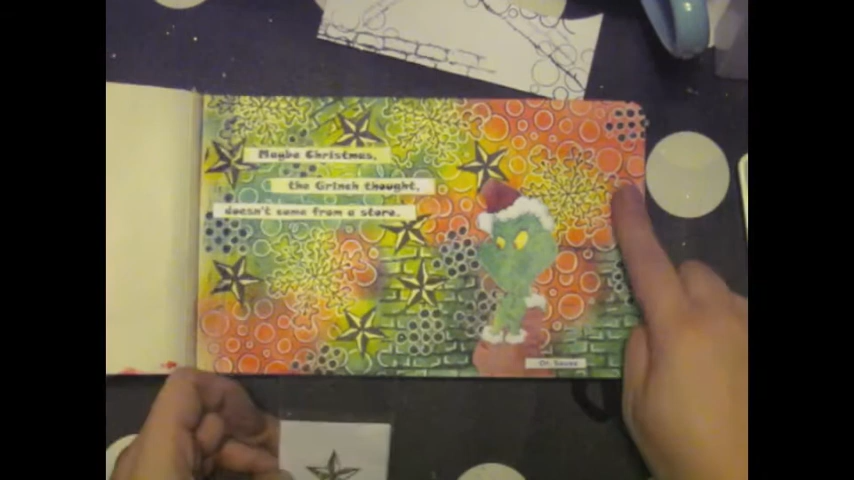 Maybe Christmas,
the Grinch thought,
doesn't come from a store.
Dr. Seuss